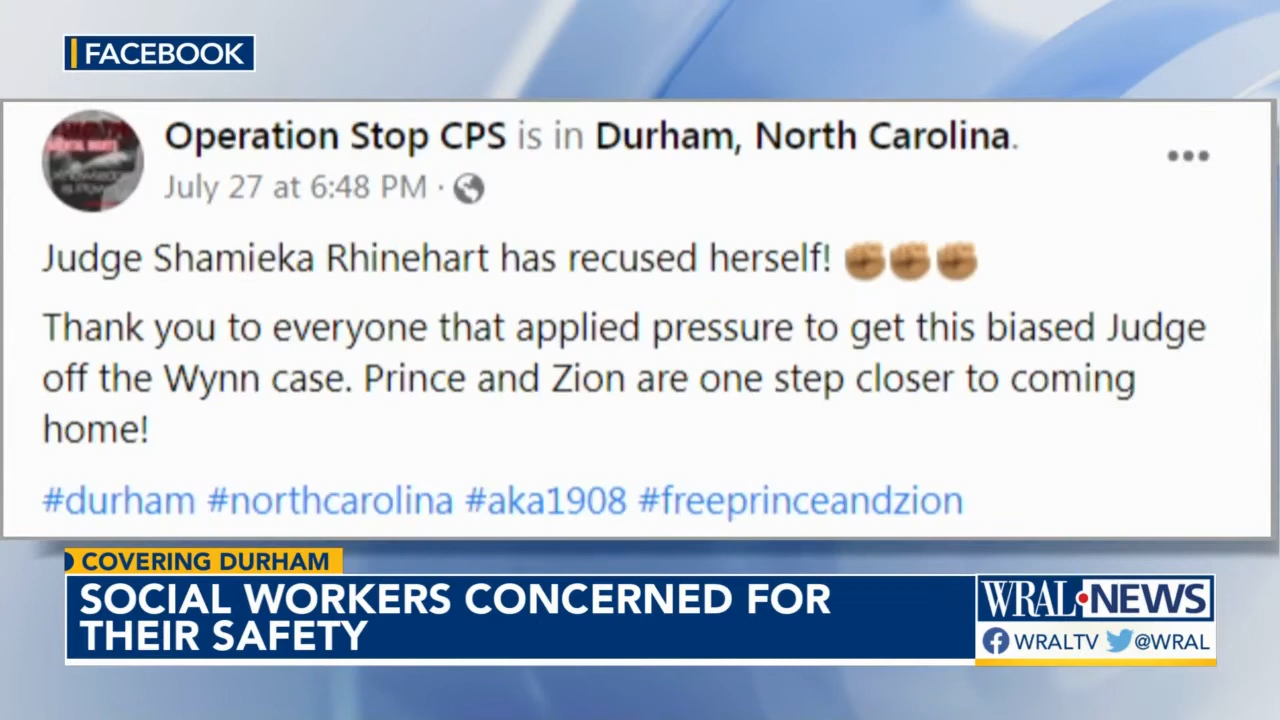 FACEBOOK
Operation Stop CPS is in Durham, North Carolina.
July 27 at 6:48 PM ·
Judge Shamieka Rhinehart has recused herself! ✊🏽✊🏽✊🏽
Thank you to everyone that applied pressure to get this biased Judge
off the Wynn case. Prince and Zion are one step closer to coming
home!
#durham #northcarolina #aka1908 #freeprinceandzion
COVERING DURHAM
SOCIAL WORKERS CONCERNED FOR
THEIR SAFETY
WRAL NEWS
WRALTV @WRAL